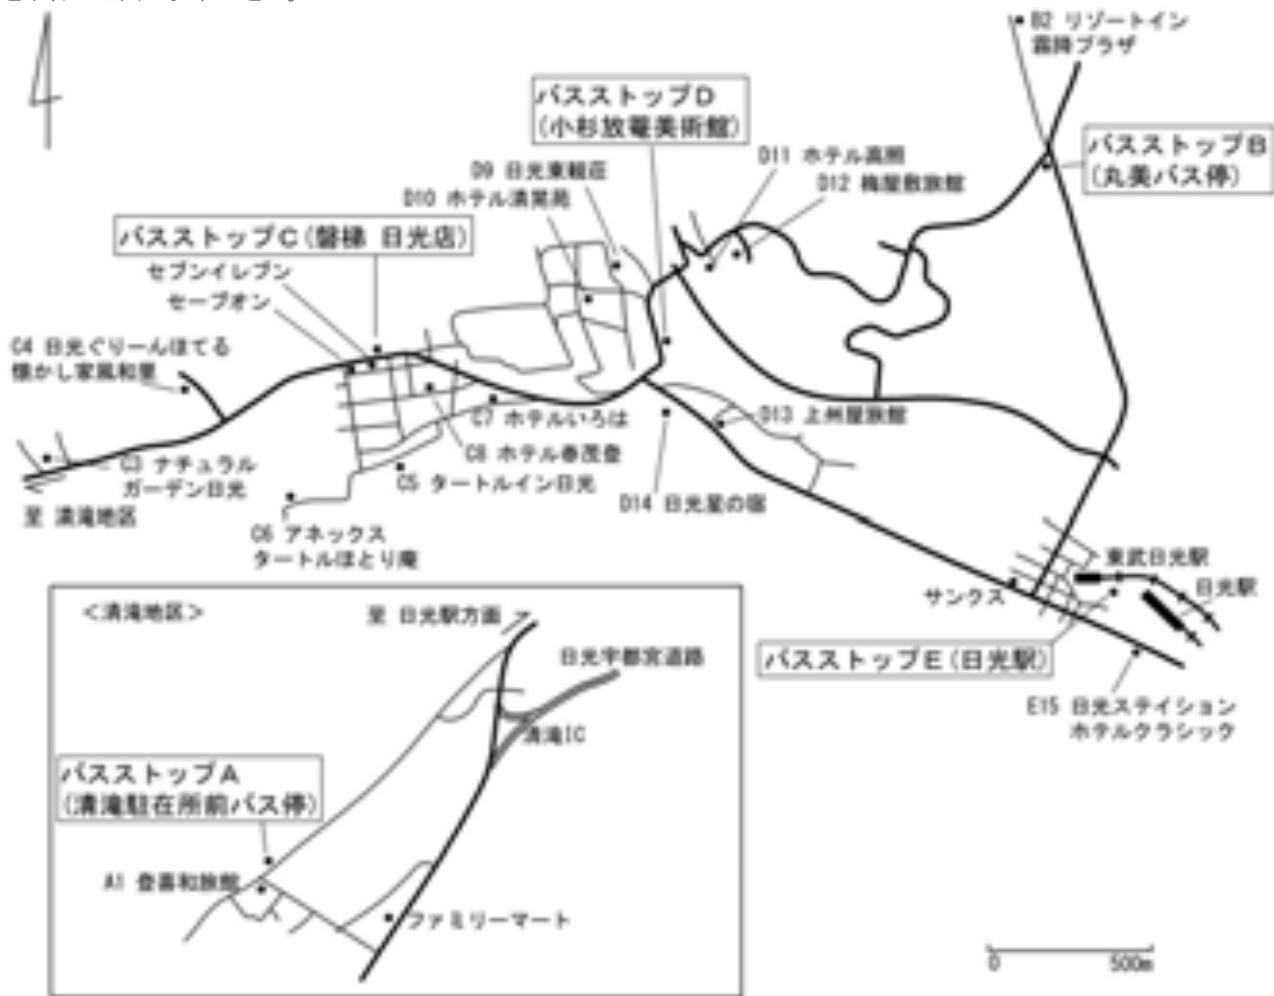 B2 リゾートイン
霧降プラザ
バスストップD
(小杉放菴美術館)
バスストップB
(丸美バス停)
D11 ホテル高照
D12 梅屋敷旅館
D9 日光東観荘
D10 ホテル清晃苑
バスストップC(磐梯 日光店)
セブンイレブン
セーブオン
C4 日光ぐりーんほてる
懐かし家風和里
C7 ホテルいろは
D13 上州屋旅館
C8 ホテル春茂登
C3 ナチュラル
ガーデン日光
C5 タートルイン日光
D14 日光星の宿
至 清滝地区
C6 アネックス
タートルほとり庵
東武日光駅
日光駅
サンクス
バスストップE(日光駅)
E15 日光ステイション
ホテルクラシック
<清滝地区>
至 日光駅方面
日光宇都宮道路
清滝IC
バスストップA
(清滝駐在所前バス停)
A1 登喜和旅館
ファミリーマート
0 500m